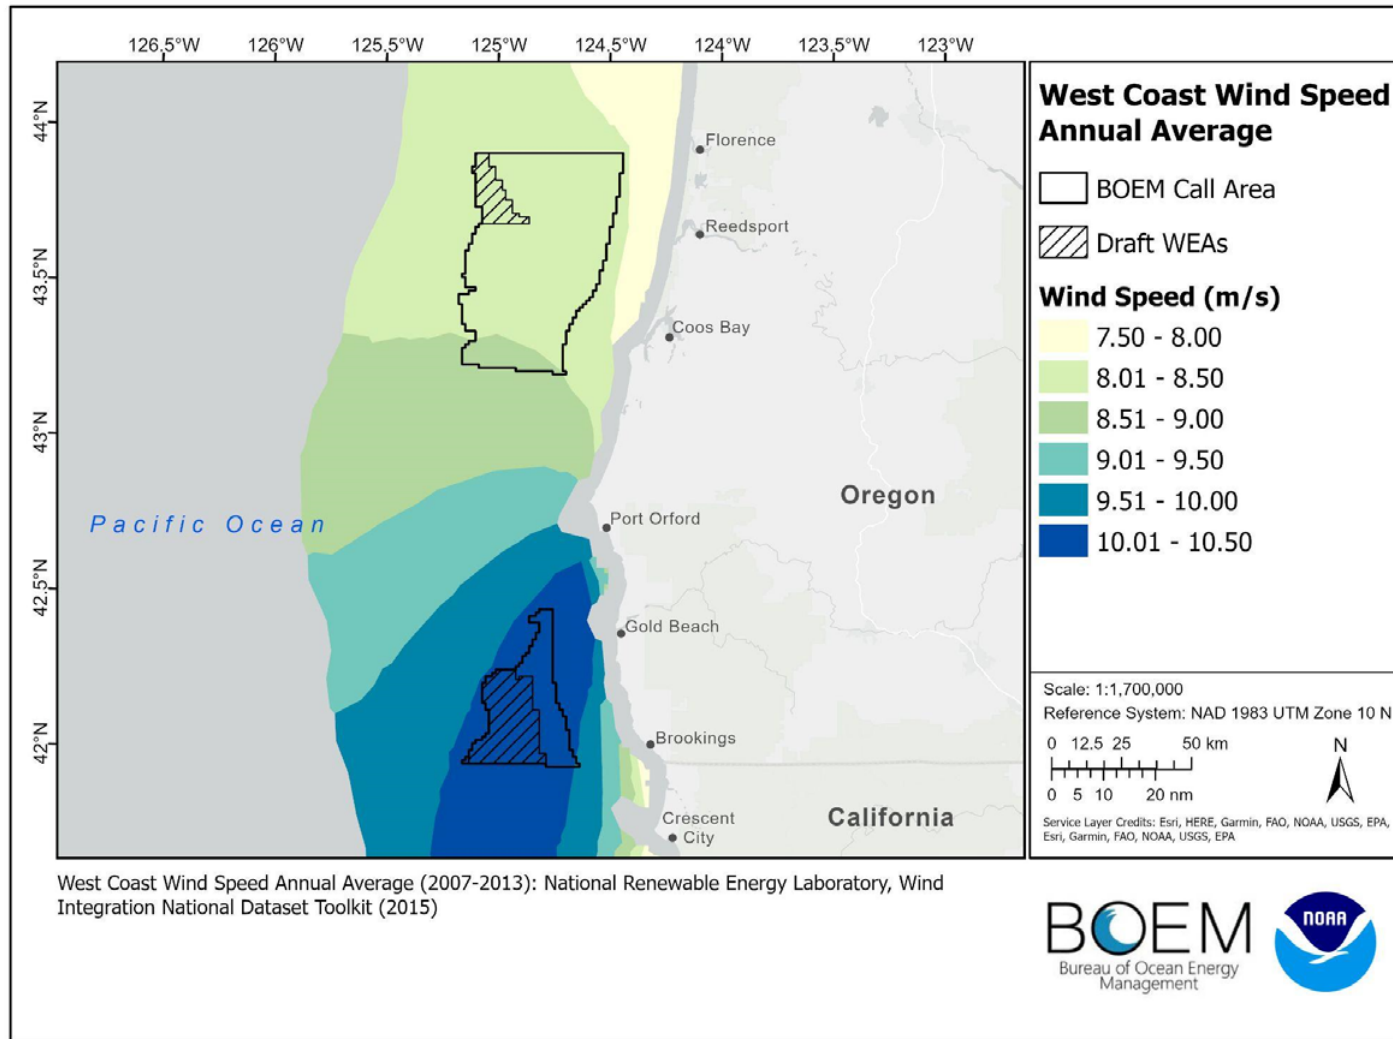 126.5°W 126°W 125.5°W 125°W 124.5°W 124°W 123.5°W 123°W
44°N
43.5°N
43°N
42.5°N
42°N
Florence
Reedsport
Coos Bay
Oregon
Pacific Ocean
Port Orford
Gold Beach
Brookings
Crescent
City
California
West Coast Wind Speed
Annual Average
BOEM Call Area
Draft WEAs
Wind Speed (m/s)
7.50 - 8.00
8.01 - 8.50
8.51 - 9.00
9.01 - 9.50
9.51 - 10.00
10.01 - 10.50
Scale: 1:1,700,000
Reference System: NAD 1983 UTM Zone 10 N
0 12.5 25 50 km
0 5 10 20 nm
N
Service Layer Credits: Esri, HERE, Garmin, FAO, NOAA, USGS, EPA,
Esri, Garmin, FAO, NOAA, USGS, EPA
West Coast Wind Speed Annual Average (2007-2013): National Renewable Energy Laboratory, Wind
Integration National Dataset Toolkit (2015)
BOEM
Bureau of Ocean Energy
Management
NOAA